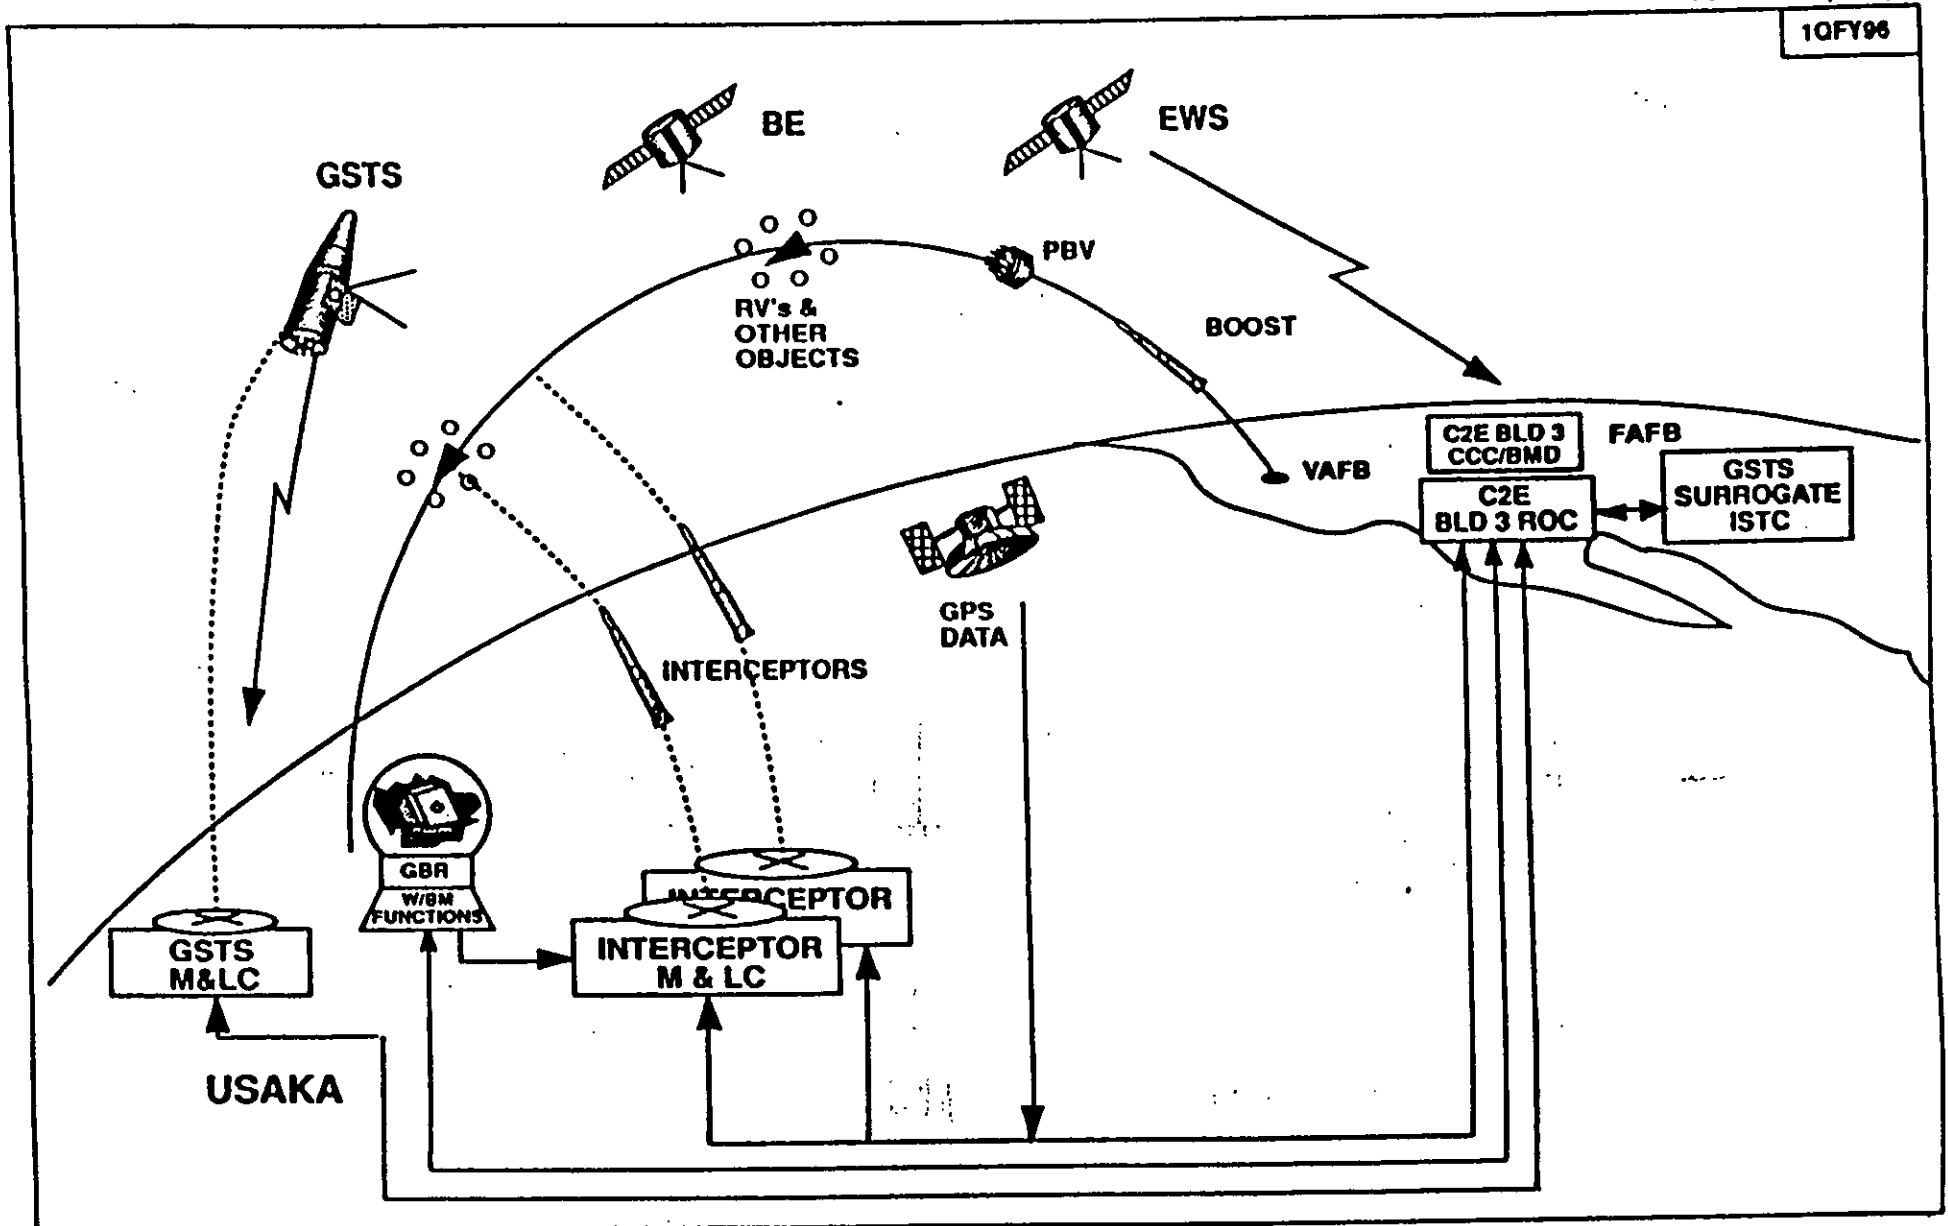 1QFY96
BE
EWS
GSTS
PBV
RV's &
OTHER
OBJECTS
BOOST
C2E BLD 3
CCC/BMD
FAFB
VAFB
GSTS
SURROGATE
ISTC
C2E
BLD 3 ROC
GPS
DATA
INTERCEPTORS
GBR
W/BM
FUNCTIONS
INTERCEPTOR
INTERCEPTOR
M & LC
GSTS
M&LC
USAKA